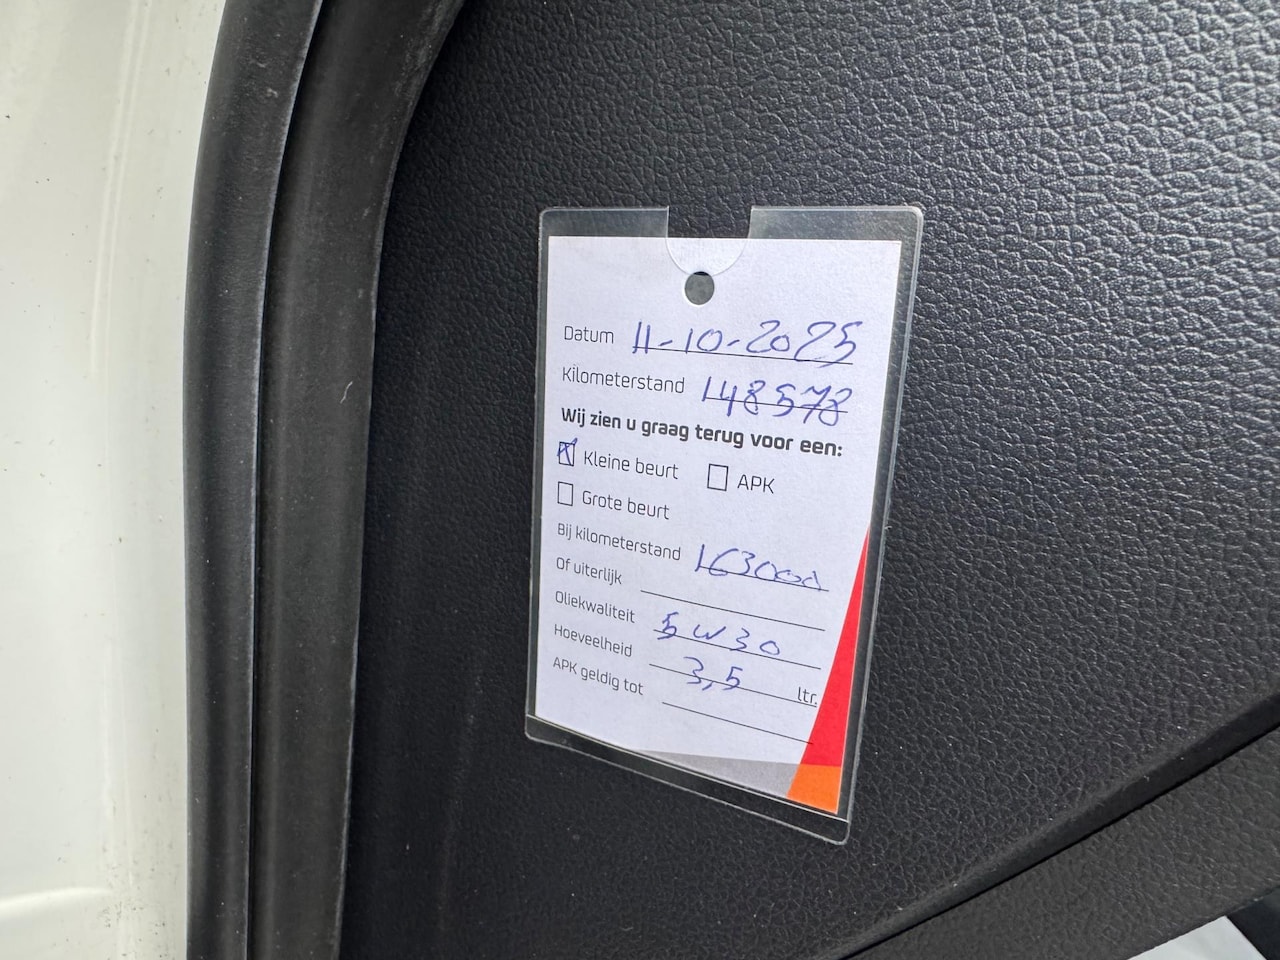 Datum 11-10-2025
Kilometerstand 148578
Wij zien u graag terug voor een:
Kleine beurt APK
Grote beurt
Bij kilometerstand 163000
Of uiterlijk
Oliekwaliteit 5W30
Hoeveelheid 3,5 ltr.
APK geldig tot